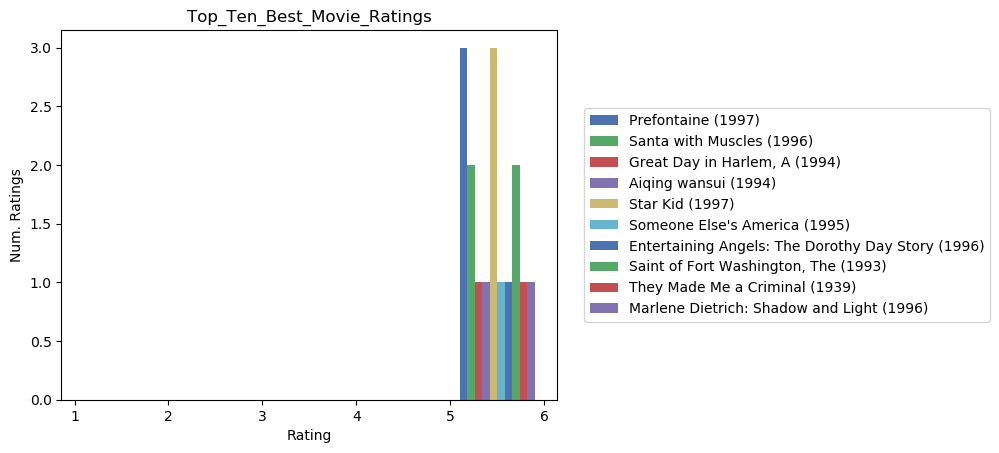 Top_Ten_Best_Movie_Ratings
Num. Ratings
3.0
2.5
2.0
1.5
1.0
0.5
0.0
1 2 3 4 5 6
Rating
Prefontaine (1997)
Santa with Muscles (1996)
Great Day in Harlem, A (1994)
Aiqing wansui (1994)
Star Kid (1997)
Someone Else's America (1995)
Entertaining Angels: The Dorothy Day Story (1996)
Saint of Fort Washington, The (1993)
They Made Me a Criminal (1939)
Marlene Dietrich: Shadow and Light (1996)